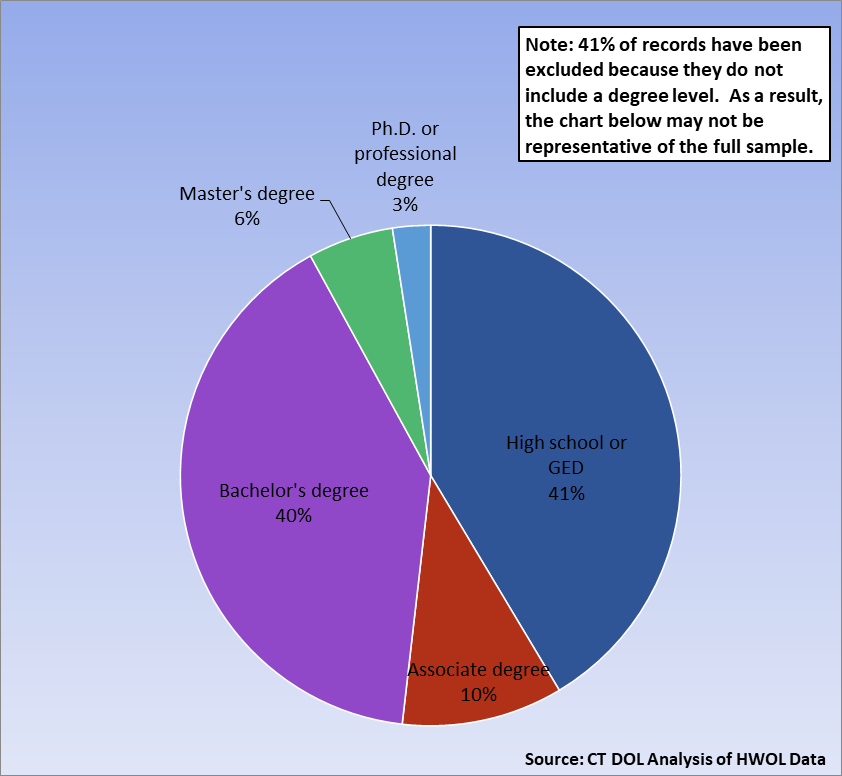 Note: 41% of records have been
excluded because they do not
include a degree level.  As a result,
the chart below may not be
representative of the full sample.
Ph.D. or
professional
degree
3%
Master's degree
6%
High school or
GED
41%
Bachelor's degree
40%
Associate degree
10%
Source: CT DOL Analysis of HWOL Data